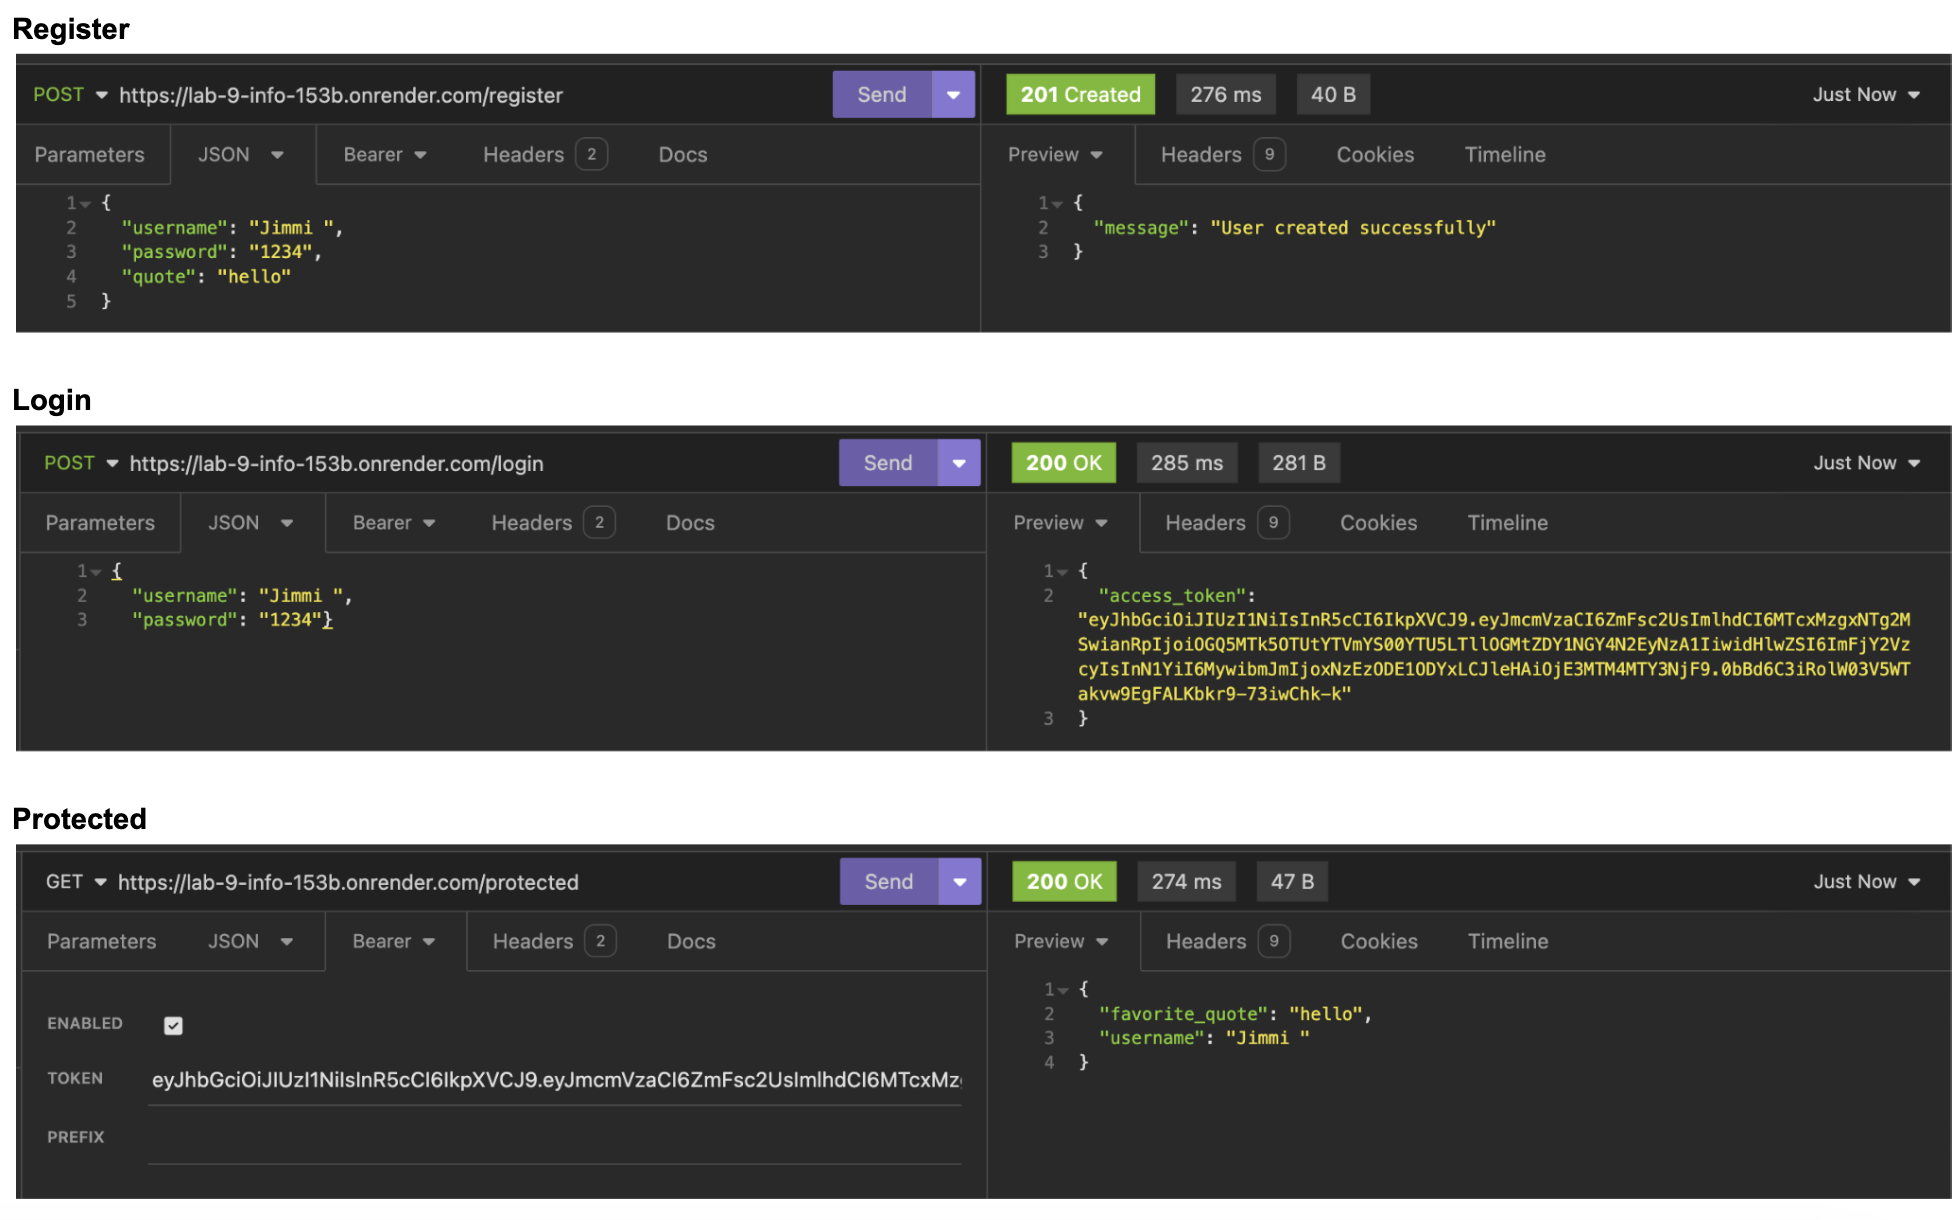 Register
POST https://lab-9-info-153b.onrender.com/register Send 201 Created 276 ms 40 B Just Now
Parameters JSON Bearer Headers 2 Docs Preview Headers 9 Cookies Timeline
1 {
2 "username": "Jimmi ",
3 "password": "1234",
4 "quote": "hello"
5 }
1 {
2 "message": "User created successfully"
3 }
Login
POST https://lab-9-info-153b.onrender.com/login Send 200 OK 285 ms 281 B Just Now
Parameters JSON Bearer Headers 2 Docs Preview Headers 9 Cookies Timeline
1 {
2 "username": "Jimmi ",
3 "password": "1234"}
1 {
2 "access_token":
"eyJhbGciOiJIUzI1NiIsInR5cCI6IkpXVCJ9.eyJmcmVzaCI6ZmFsc2UsImlhdCI6MTcxMzgxNTg2M
SwianRpIjoiOGQ5MTk5OTUtYTVmYS00YTU5LTllOGMtZDY1NGY4N2EyNzA1IiwidHlwZSI6ImFjY2Vz
cyIsInN1YiI6MywibmJmIjoxNzEzODE1ODYxLCJleHAiOjE3MTM4MTY3NjF9.0bBd6C3iRolW03V5WT
akvw9EgFALKbkr9-73iwChk-k"
3 }
Protected
GET https://lab-9-info-153b.onrender.com/protected Send 200 OK 274 ms 47 B Just Now
Parameters JSON Bearer Headers 2 Docs Preview Headers 9 Cookies Timeline
ENABLED
TOKEN eyJhbGciOiJIUzI1NiIsInR5cCI6IkpXVCJ9.eyJmcmVzaCI6ZmFsc2UsImlhdCI6MTcxMz
PREFIX
1 {
2 "favorite_quote": "hello",
3 "username": "Jimmi "
4 }